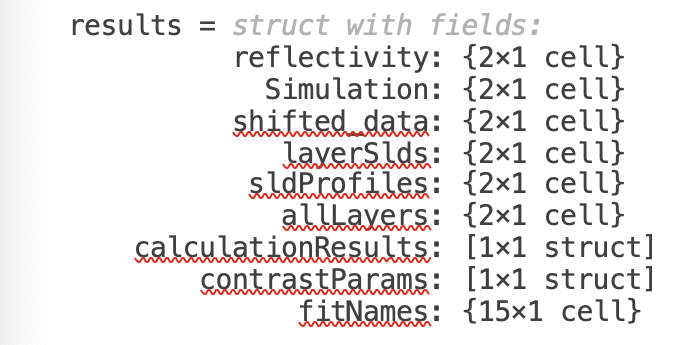 results = struct with fields:
reflectivity: {2×1 cell}
Simulation: {2×1 cell}
shifted_data: {2×1 cell}
layerSlds: {2×1 cell}
sldProfiles: {2×1 cell}
allLayers: {2×1 cell}
calculationResults: [1×1 struct]
contrastParams: [1×1 struct]
fitNames: {15×1 cell}